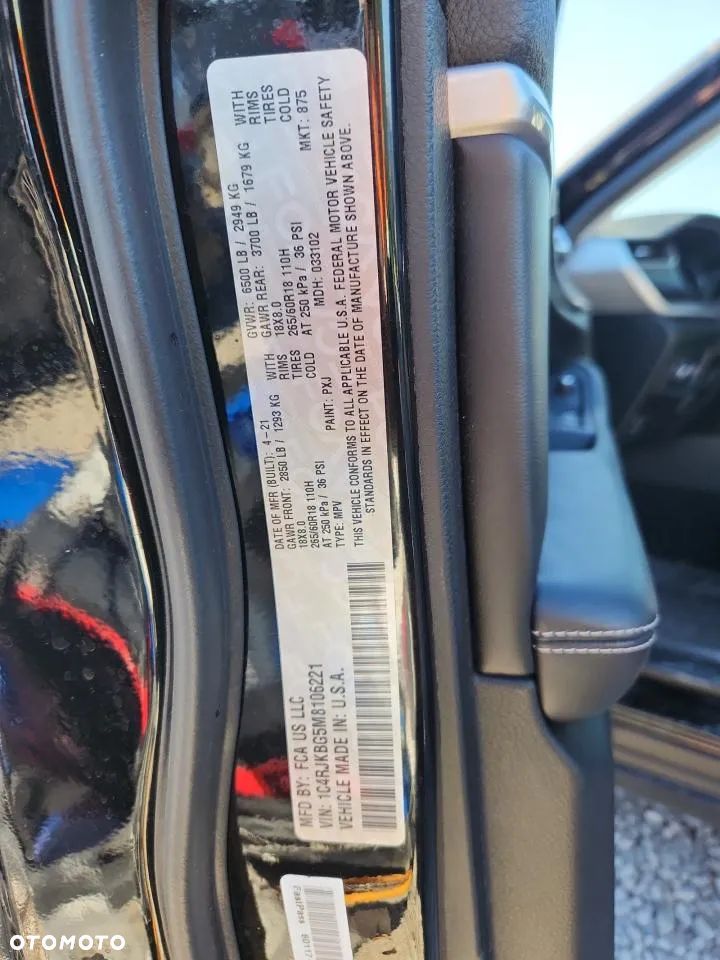 MFD BY: FCA US LLC
DATE OF MFR (BUILT): 4-21
GVWR: 6500 LB / 2949 KG
GAWR FRONT: 2850 LB / 1293 KG WITH
GAWR REAR: 3700 LB / 1679 KG WITH
18X8.0 RIMS
18X8.0 RIMS
265/60R18 110H TIRES
265/60R18 110H TIRES
AT 250 kPa / 36 PSI COLD
AT 250 kPa / 36 PSI COLD
VIN: 1C4RJKBG5M8106221
TYPE: MPV
PAINT: PXJ
MDH: 033102
MKT: 875
VEHICLE MADE IN: U.S.A.
THIS VEHICLE CONFORMS TO ALL APPLICABLE U.S.A. FEDERAL MOTOR VEHICLE SAFETY
STANDARDS IN EFFECT ON THE DATE OF MANUFACTURE SHOWN ABOVE.
FastPass
OTOMOTO